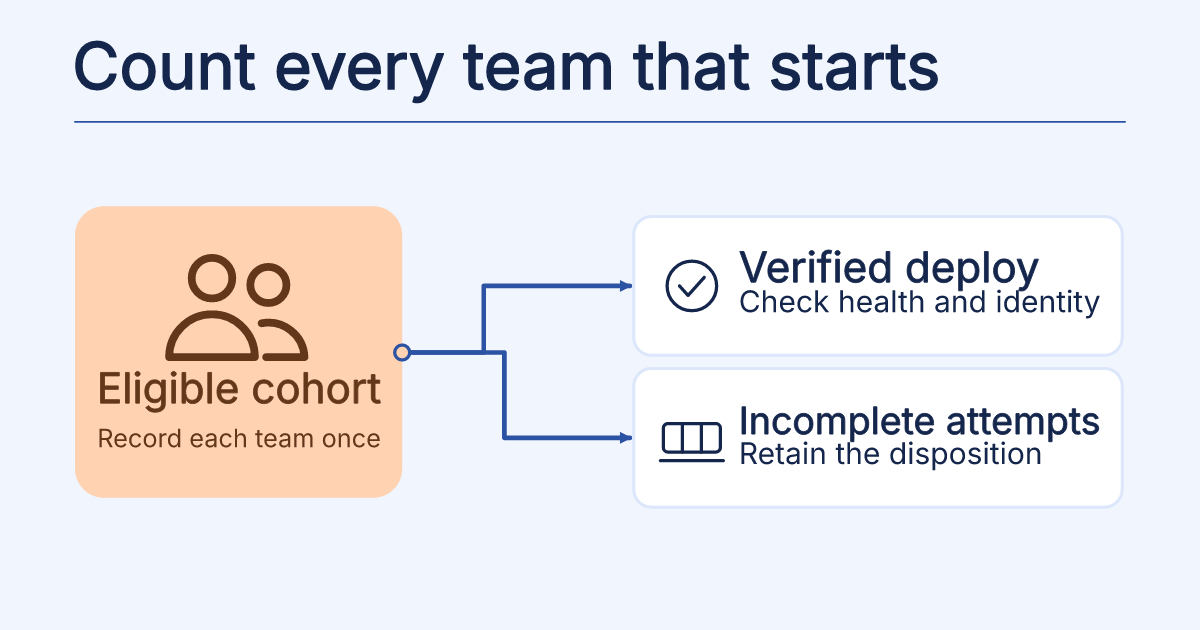 Count every team that starts
Eligible cohort
Record each team once
Verified deploy
Check health and identity
Incomplete attempts
Retain the disposition